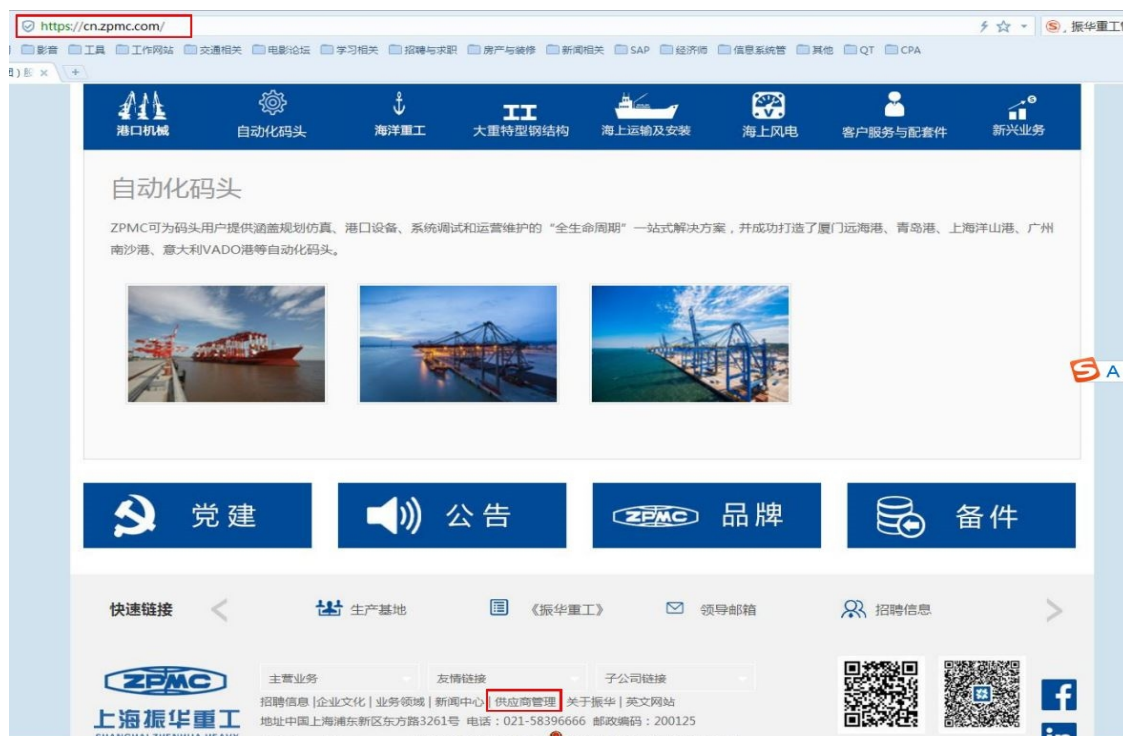 https://cn.zpmc.com/
振华重工
影音 工具 工作网站 交通相关 电影论坛 学习相关 招聘与求职 房产与装修 新闻相关 SAP 经济师 信息系统管 其他 QT CPA
港口机械 自动化码头 海洋重工 大重特型钢结构 海上运输及安装 海上风电 客户服务与配套件 新兴业务
自动化码头
ZPMC可为码头用户提供涵盖规划仿真、港口设备、系统调试和运营维护的“全生命周期”一站式解决方案，并成功打造了厦门远海港、青岛港、上海洋山港、广州
南沙港、意大利VADO港等自动化码头。
A
党建 公告 ZPMC 品牌 备件
快速链接 生产基地 《振华重工》 领导邮箱 招聘信息
ZPMC
上海振华重工
SHANGHAI ZHENHUA HEAVY
主营业务 友情链接 子公司链接
招聘信息 |企业文化 | 业务领域 | 新闻中心 | 供应商管理 | 关于振华 | 英文网站
地址中国上海浦东新区东方路3261号 电话：021-58396666 邮政编码：200125
f
in